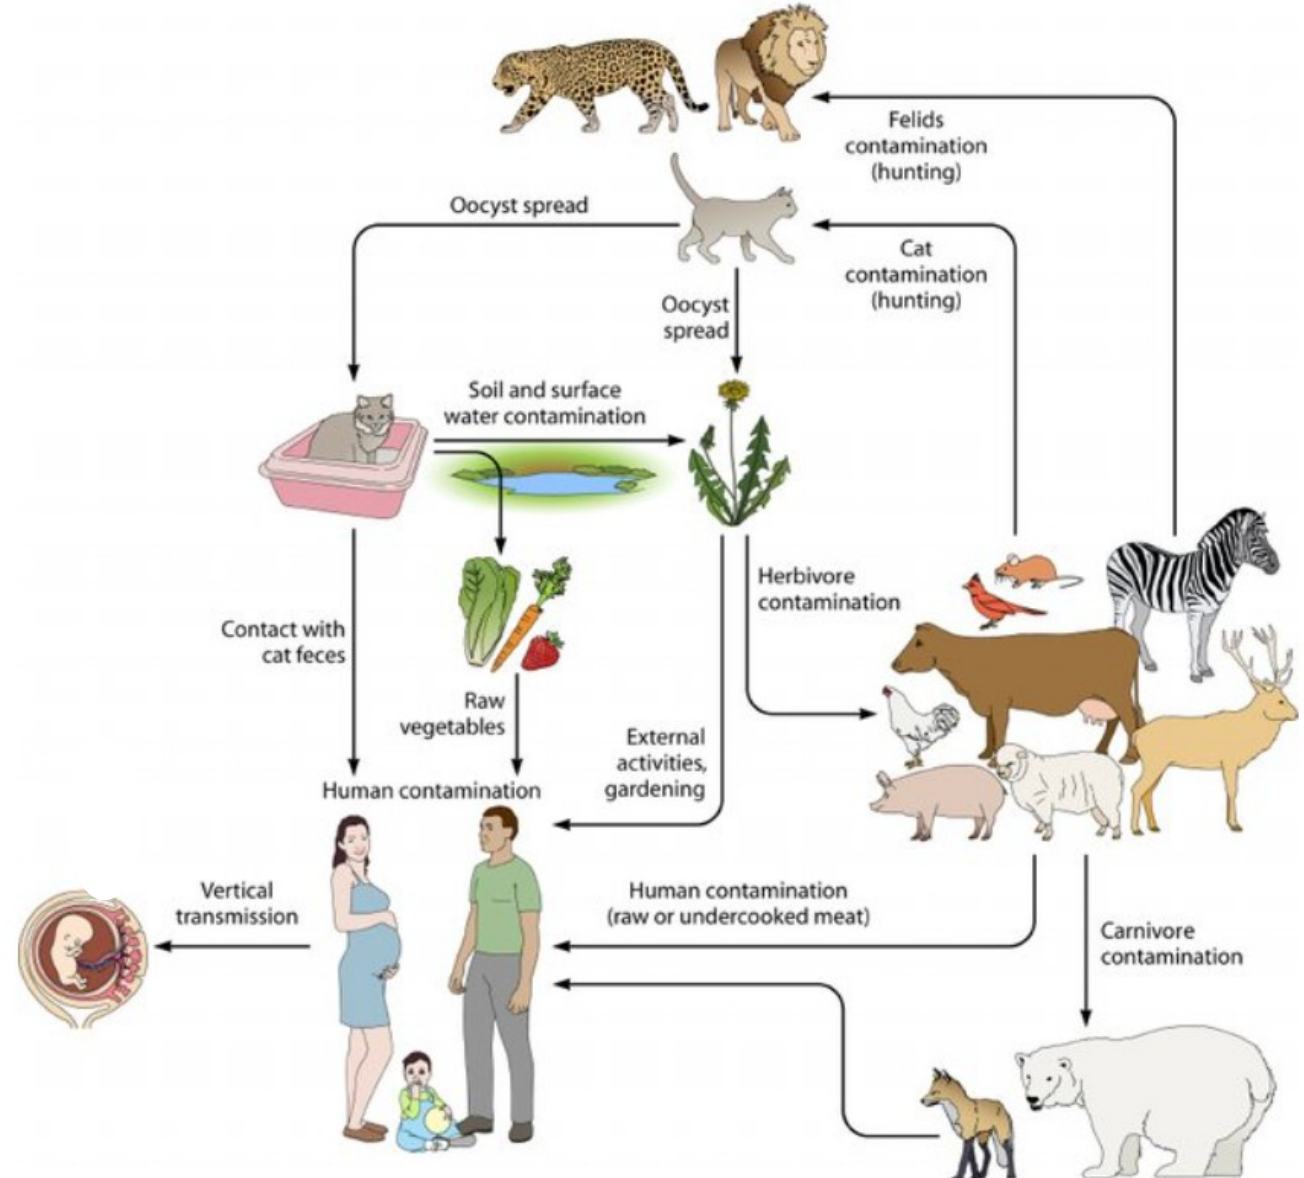 Felids
contamination
(hunting)
Oocyst spread
Cat
contamination
(hunting)
Oocyst
spread
Soil and surface
water contamination
Herbivore
contamination
Contact with
cat feces
Raw
vegetables
External
activities,
gardening
Human contamination
Vertical
transmission
Human contamination
(raw or undercooked meat)
Carnivore
contamination